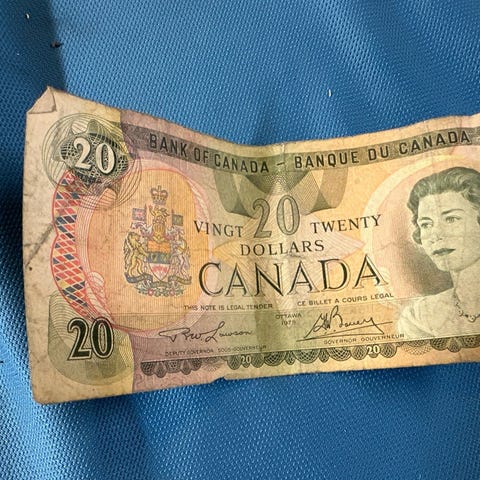 20
BANK OF CANADA – BANQUE DU CANADA
VINGT 20 TWENTY
DOLLARS
CANADA
THIS NOTE IS LEGAL TENDER CE BILLET A COURS LEGAL
OTTAWA
1979
20
DEPUTY GOVERNOR SOUS-GOUVERNEUR
GOVERNOR GOUVERNEUR
20 20